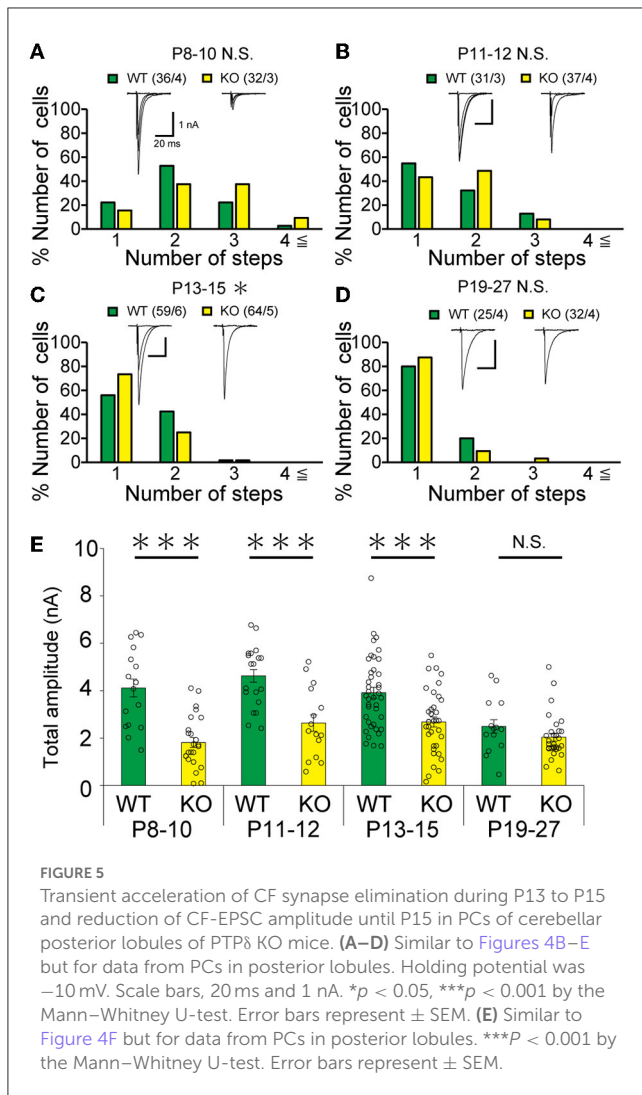 A
P8-10 N.S.
WT (36/4) KO (32/3)
100
80
60
40
20
0
% Number of cells
1 nA
20 ms
1 2 3 4 ≦
Number of steps
B
P11-12 N.S.
WT (31/3) KO (37/4)
100
80
60
40
20
0
% Number of cells
1 2 3 4 ≦
Number of steps
C
P13-15 ＊
WT (59/6) KO (64/5)
100
80
60
40
20
0
% Number of cells
1 2 3 4 ≦
Number of steps
D
P19-27 N.S.
WT (25/4) KO (32/4)
100
80
60
40
20
0
% Number of cells
1 2 3 4 ≦
Number of steps
E
＊＊＊ ＊＊＊ ＊＊＊ N.S.
10
8
6
4
2
0
Total amplitude (nA)
WT KO WT KO WT KO WT KO
P8-10 P11-12 P13-15 P19-27
FIGURE 5
Transient acceleration of CF synapse elimination during P13 to P15
and reduction of CF-EPSC amplitude until P15 in PCs of cerebellar
posterior lobules of PTPδ KO mice. (A–D) Similar to Figures 4B–E
but for data from PCs in posterior lobules. Holding potential was
−10 mV. Scale bars, 20 ms and 1 nA. *p < 0.05, ***p < 0.001 by the
Mann–Whitney U-test. Error bars represent ± SEM. (E) Similar to
Figure 4F but for data from PCs in posterior lobules. ***P < 0.001 by
the Mann–Whitney U-test. Error bars represent ± SEM.